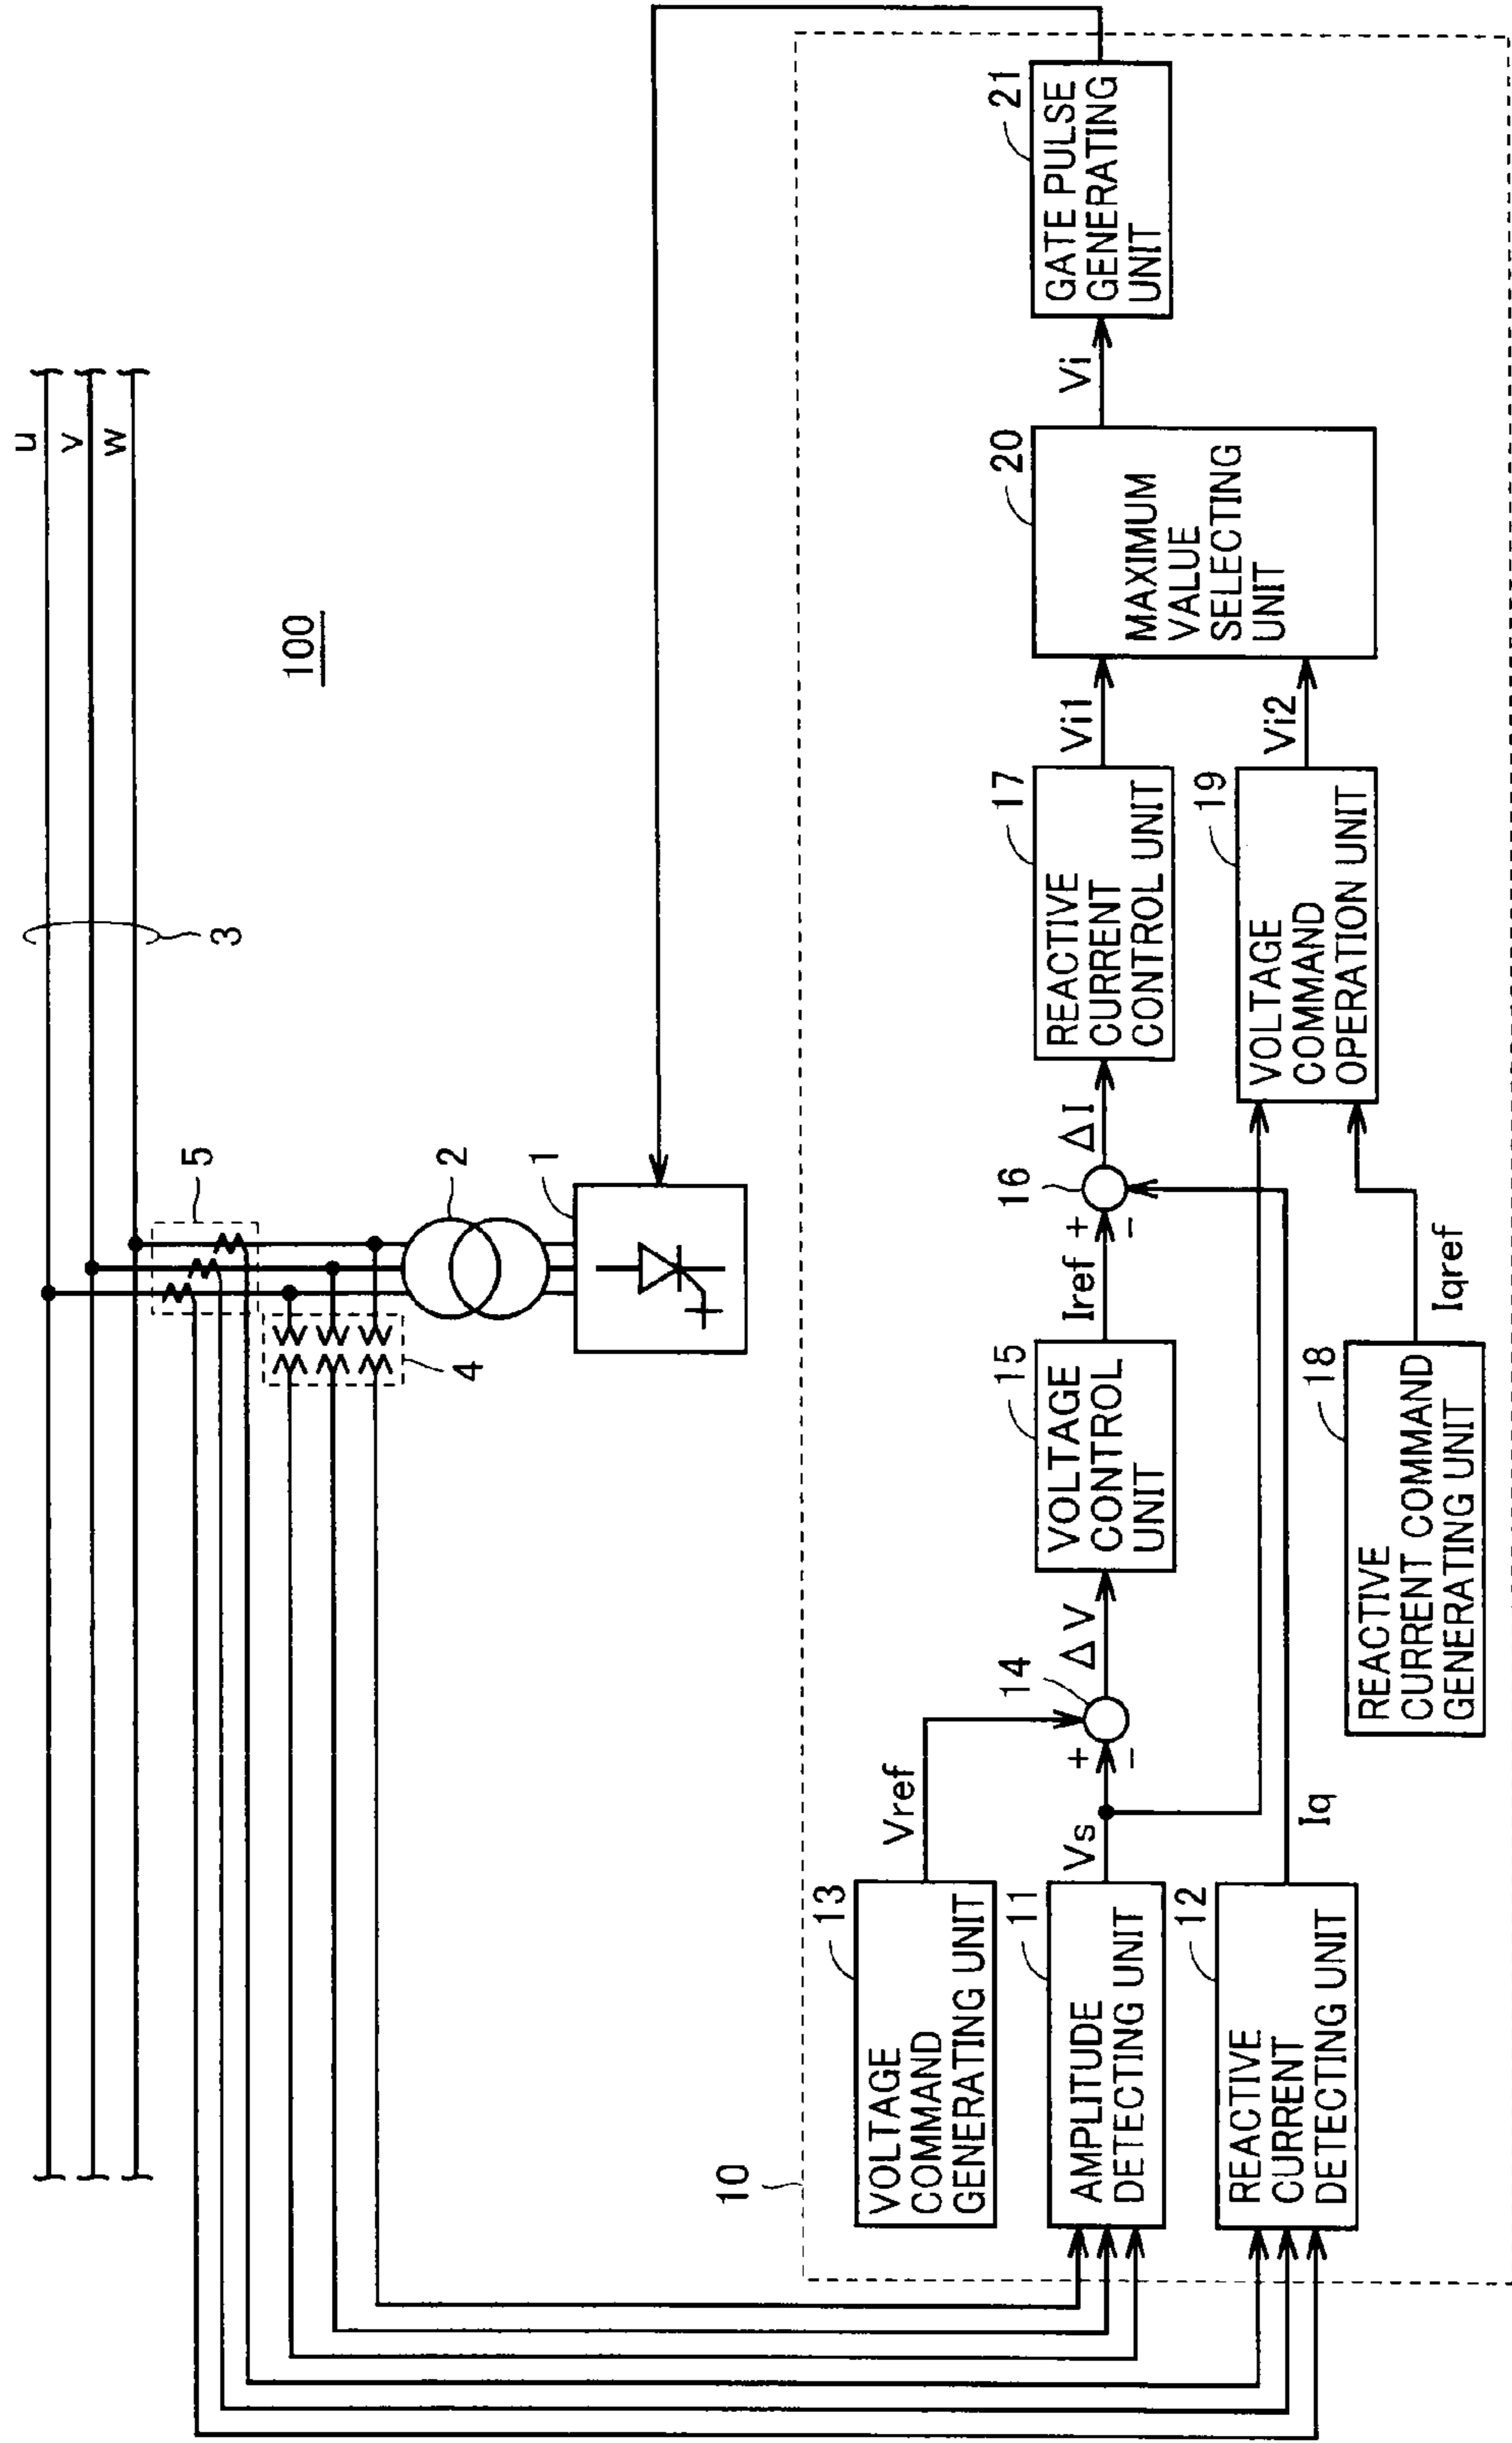 u
v
w
3
100
5
2
1
4
10
13
VOLTAGE
COMMAND
GENERATING UNIT
Vref
11
AMPLITUDE
DETECTING UNIT
Vs
+
-
14
ΔV
15
VOLTAGE
CONTROL
UNIT
Iref
+
-
16
ΔI
17
REACTIVE
CURRENT
CONTROL UNIT
Vi1
20
MAXIMUM
VALUE
SELECTING
UNIT
Vi
21
GATE PULSE
GENERATING
UNIT
12
REACTIVE
CURRENT
DETECTING UNIT
Iq
18
REACTIVE
CURRENT COMMAND
GENERATING UNIT
Iqref
19
VOLTAGE
COMMAND
OPERATION UNIT
Vi2